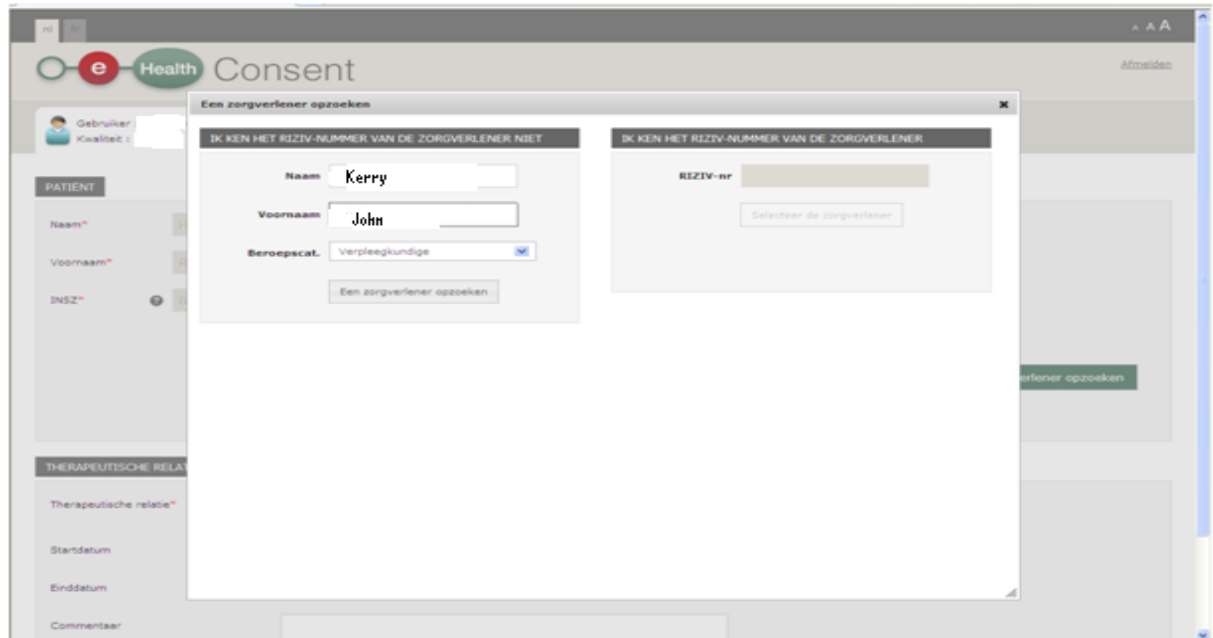 nl
A A A
e Health Consent
Afmelden
Een zorgverlener opzoeken
Gebruiker
Kwaliteit :
IK KEN HET RIZIV-NUMMER VAN DE ZORGVERLENER NIET
IK KEN HET RIZIV-NUMMER VAN DE ZORGVERLENER
Naam Kerry
RIZIV-nr
PATIËNT
Voornaam John
Selecteer de zorgverlener
Naam*
Beroepscat. Verpleegkundige
Voornaam*
Een zorgverlener opzoeken
INSZ*
erlener opzoeken
THERAPEUTISCHE RELAT
Therapeutische relatie*
Startdatum
Einddatum
Commentaar